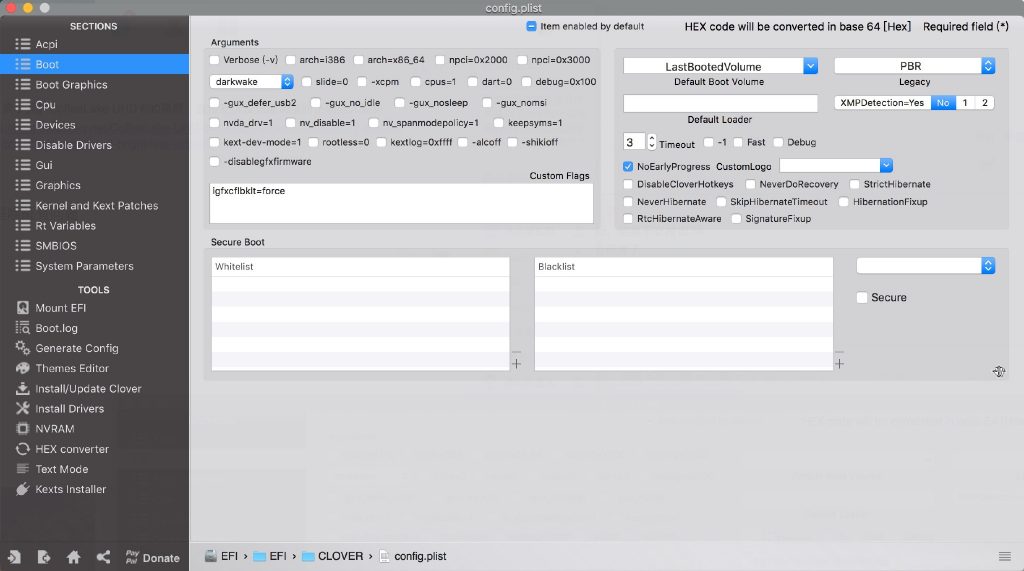 config.plist
SECTIONS
Acpi
Boot
Boot Graphics
Cpu
Devices
Disable Drivers
Gui
Graphics
Kernel and Kext Patches
Rt Variables
SMBIOS
System Parameters
TOOLS
Mount EFI
Boot.log
Generate Config
Themes Editor
Install/Update Clover
Install Drivers
NVRAM
HEX converter
Text Mode
Kexts Installer
Pay Pal Donate
Item enabled by default HEX code will be converted in base 64 [Hex] Required field (*)
Arguments
Verbose (-v) arch=i386 arch=x86_64 npci=0x2000 npci=0x3000
darkwake slide=0 -xcpm cpus=1 dart=0 debug=0x100
-gux_defer_usb2 -gux_no_idle -gux_nosleep -gux_nomsi
nvda_drv=1 nv_disable=1 nv_spanmodepolicy=1 keepsyms=1
kext-dev-mode=1 rootless=0 kextlog=0xffff -alcoff -shikioff
-disablegfxfirmware
Custom Flags
igfxcflbklt=force
LastBootedVolume PBR
Default Boot Volume Legacy
XMPDetection=Yes No 1 2
Default Loader
3 Timeout -1 Fast Debug
NoEarlyProgress CustomLogo
DisableCloverHotkeys NeverDoRecovery StrictHibernate
NeverHibernate SkipHibernateTimeout HibernationFixup
RtcHibernateAware SignatureFixup
Secure Boot
Whitelist Blacklist
Secure
EFI › EFI › CLOVER › config.plist